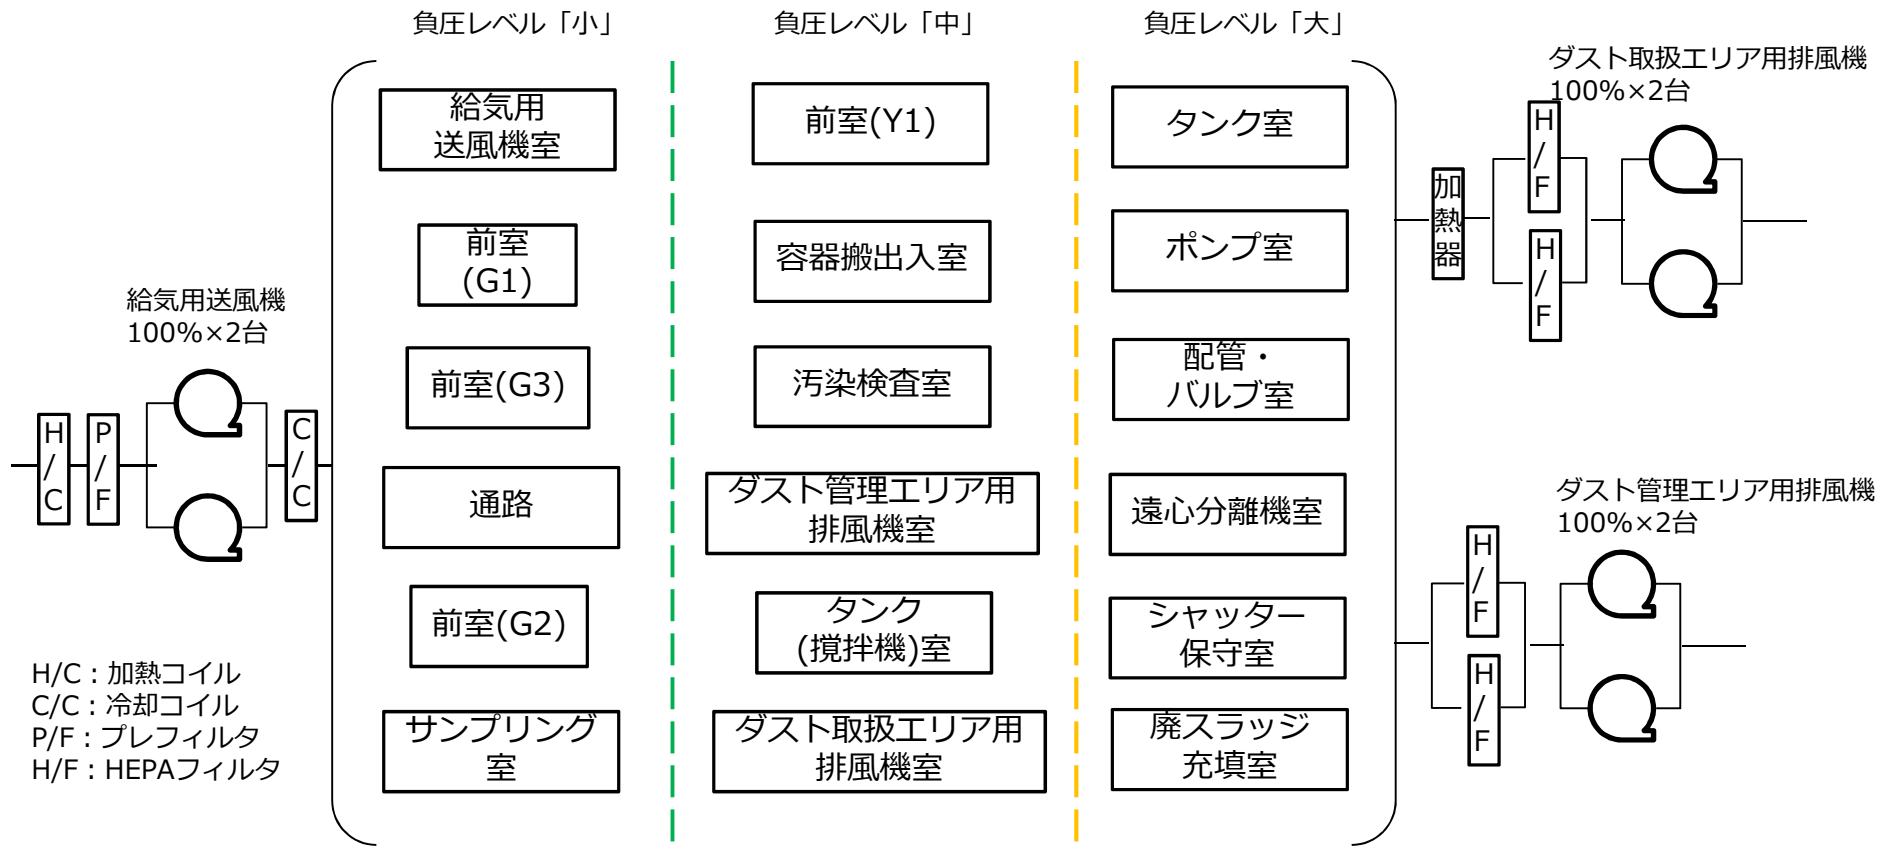 負圧レベル「小」
負圧レベル「中」
負圧レベル「大」
給気用
送風機室
前室
(G1)
前室(G3)
通路
前室(G2)
サンプリング
室
前室(Y1)
容器搬出入室
汚染検査室
ダスト管理エリア用
排風機室
タンク
(撹拌機)室
ダスト取扱エリア用
排風機室
タンク室
ポンプ室
配管・
バルブ室
遠心分離機室
シャッター
保守室
廃スラッジ
充填室
給気用送風機
100%×2台
H
/
C
P
/
F
C
/
C
H/C：加熱コイル
C/C：冷却コイル
P/F：プレフィルタ
H/F：HEPAフィルタ
ダスト取扱エリア用排風機
100%×2台
加
熱
器
H
/
F
H
/
F
ダスト管理エリア用排風機
100%×2台
H
/
F
H
/
F